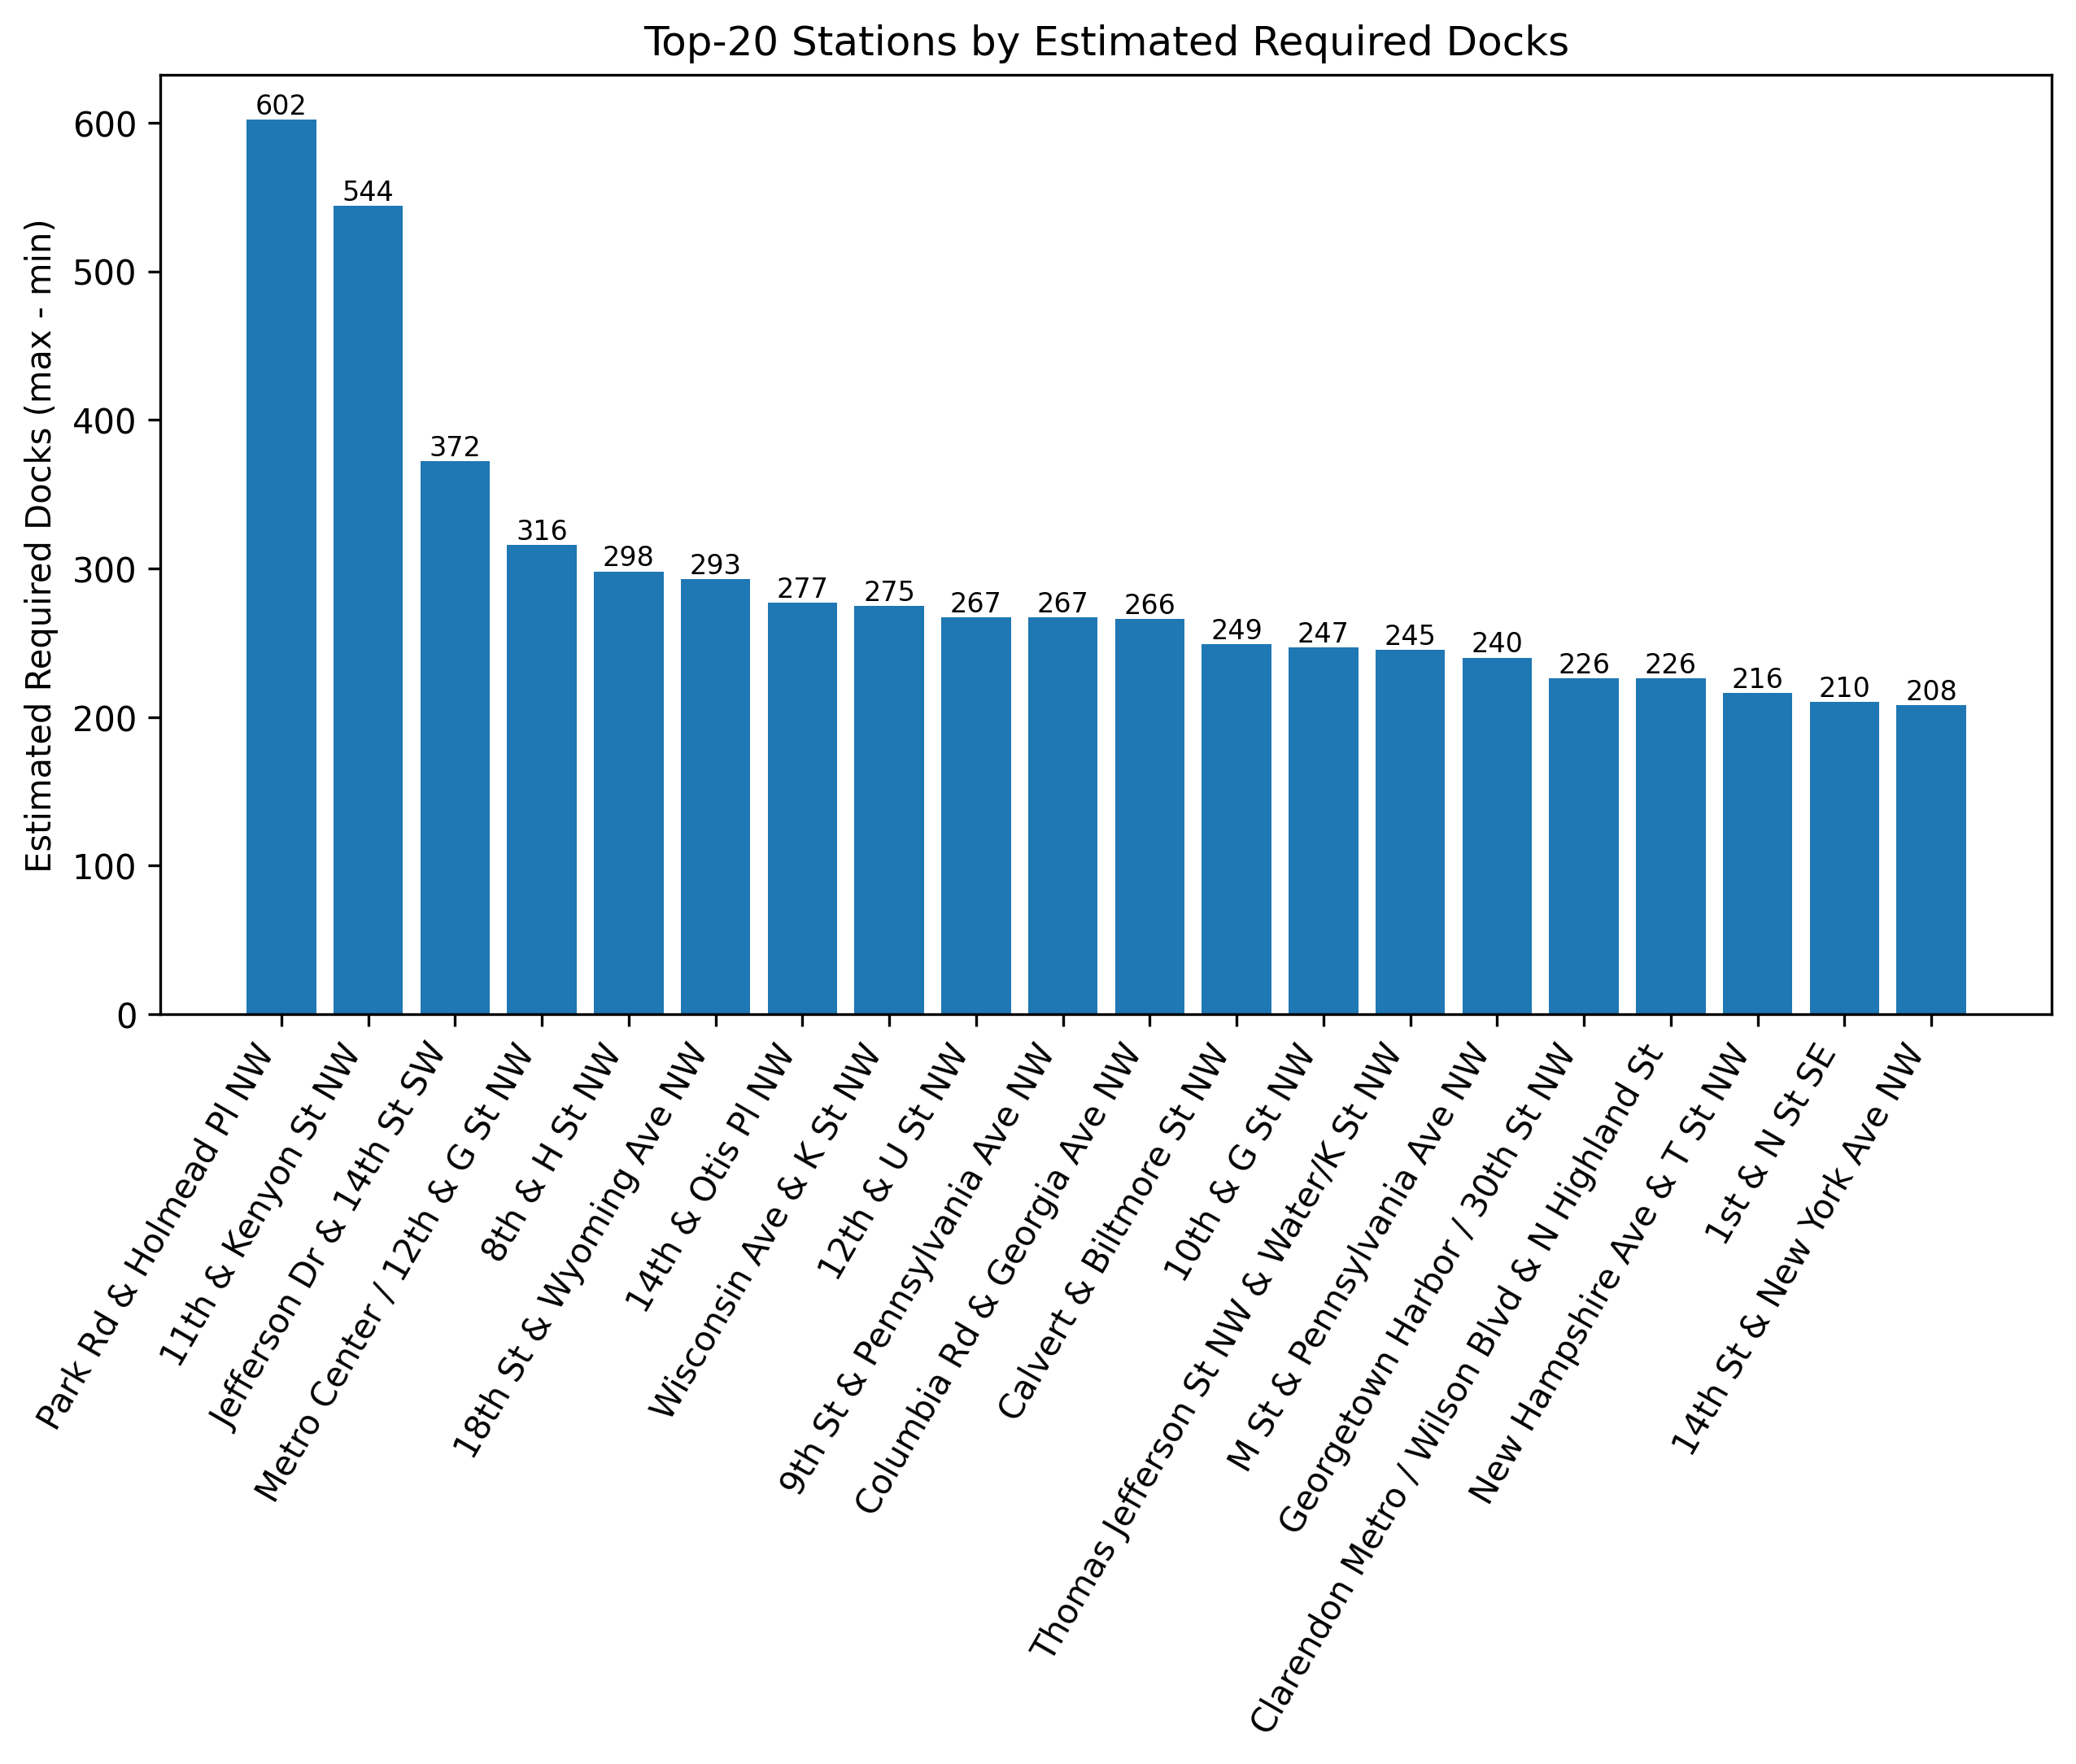 Top-20 Stations by Estimated Required Docks
Estimated Required Docks (max - min)
600
500
400
300
200
100
0
602
544
372
316
298
293
277
275
267
267
266
249
247
245
240
226
226
216
210
208
Park Rd & Holmead Pl NW
11th & Kenyon St NW
Jefferson Dr & 14th St SW
Metro Center / 12th & G St NW
8th & H St NW
18th St & Wyoming Ave NW
14th & Otis Pl NW
Wisconsin Ave & K St NW
12th & U St NW
9th St & Pennsylvania Ave NW
Columbia Rd & Georgia Ave NW
Calvert & Biltmore St NW
10th & G St NW
Thomas Jefferson St NW & Water/K St NW
M St & Pennsylvania Ave NW
Georgetown Harbor / 30th St NW
Clarendon Metro / Wilson Blvd & N Highland St
New Hampshire Ave & T St NW
1st & N St SE
14th St & New York Ave NW